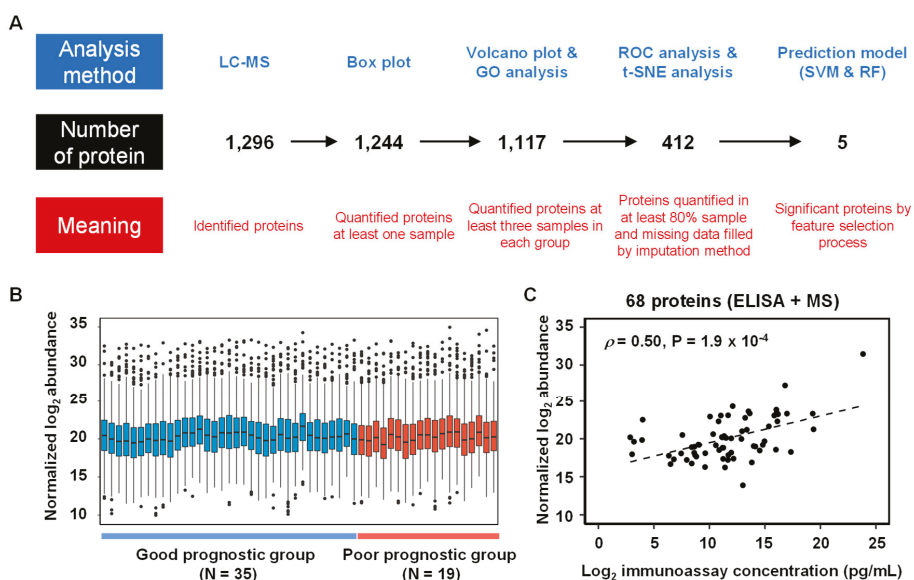 A
Analysis
method
LC-MS
Box plot
Volcano plot &
GO analysis
ROC analysis &
t-SNE analysis
Prediction model
(SVM & RF)
Number
of protein
1,296
1,244
1,117
412
5
Meaning
Identified proteins
Quantified proteins
at least one sample
Quantified proteins at
least three samples in
each group
Proteins quantified in
at least 80% sample
and missing data filled
by imputation method
Significant proteins by
feature selection
process
B
Normalized log2 abundance
35
30
25
20
15
10
Good prognostic group
(N = 35)
Poor prognostic group
(N = 19)
C
68 proteins (ELISA + MS)
ρ = 0.50, P = 1.9 x 10-4
Normalized log2 abundance
35
30
25
20
15
10
0 5 10 15 20 25
Log2 immunoassay concentration (pg/mL)